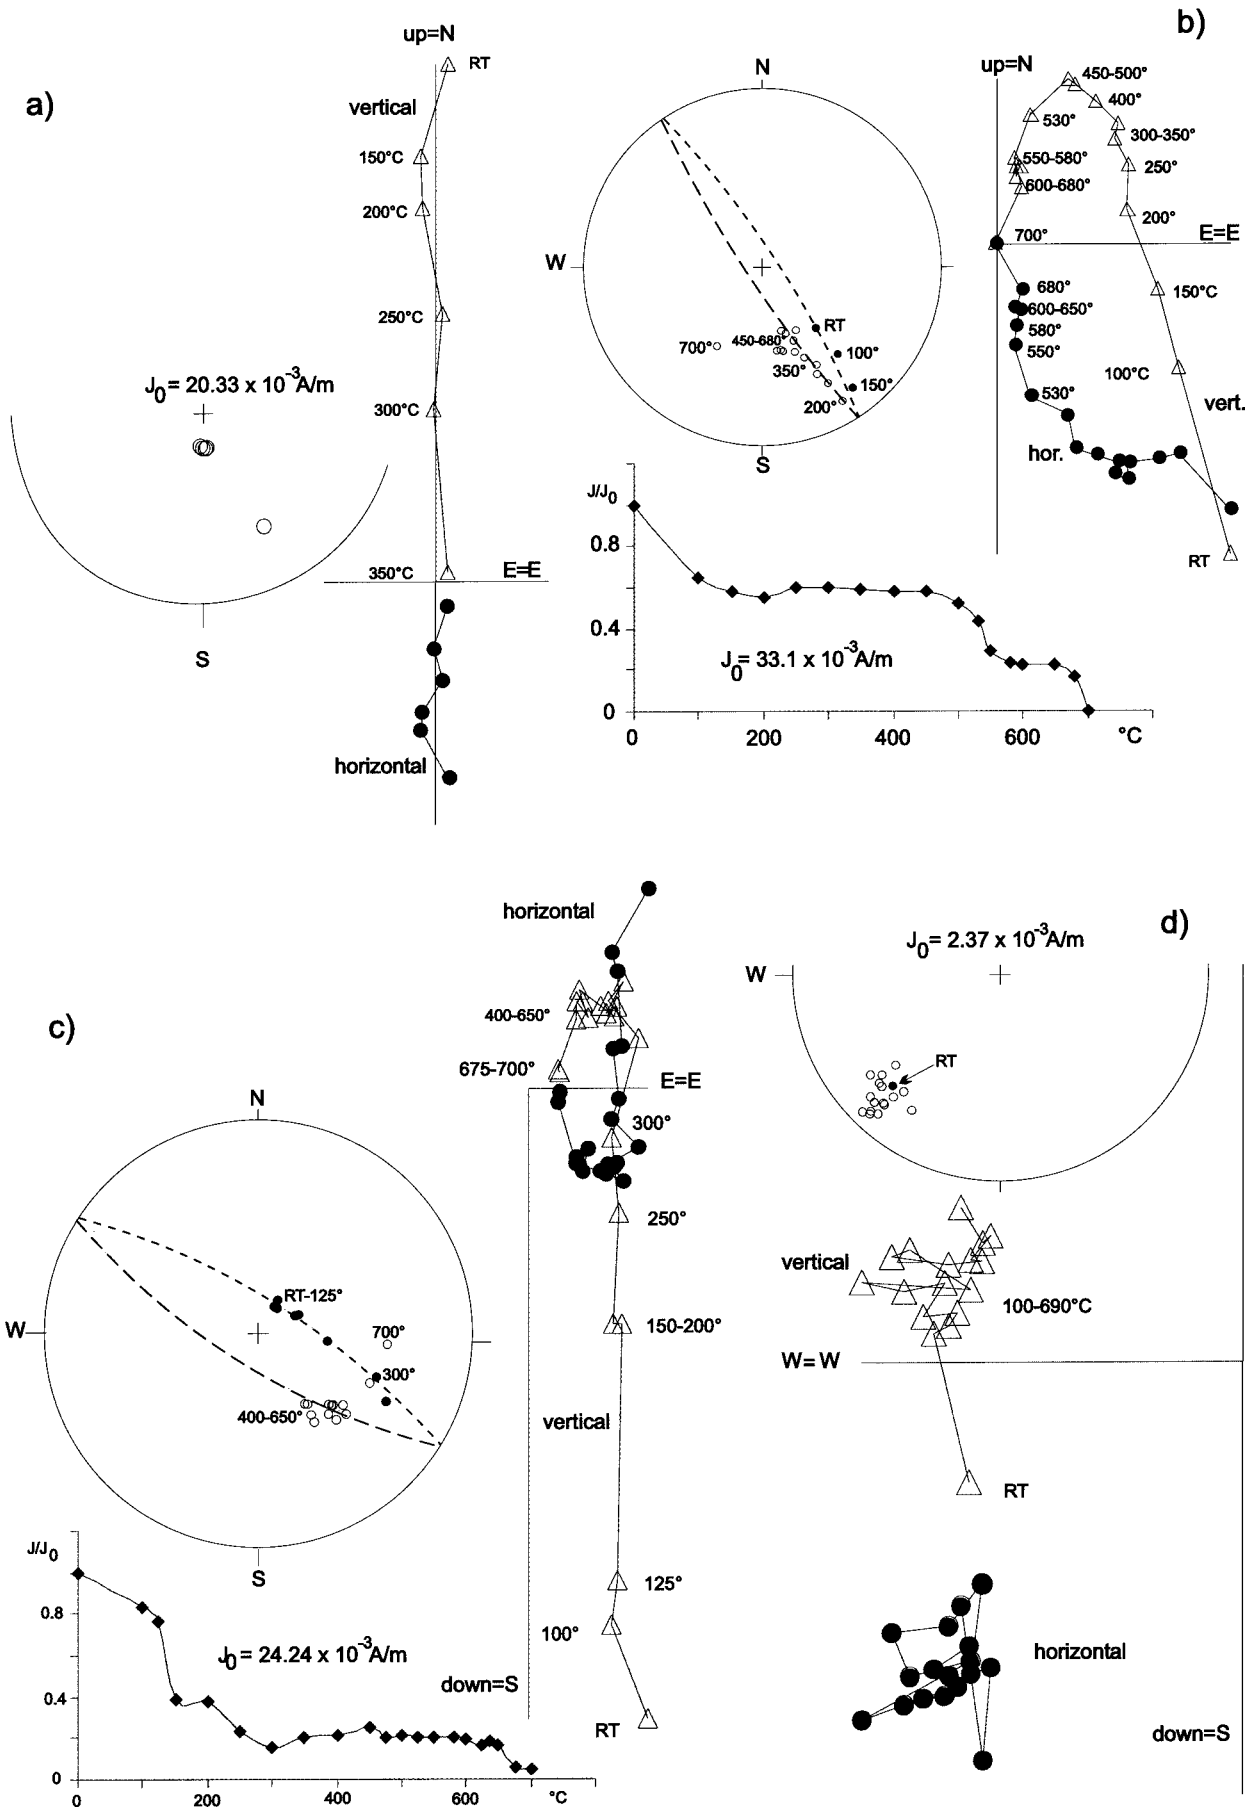 a)
up=N
RT
vertical
150°C
200°C
250°C
300°C
350°C
E=E
horizontal
J₀= 20.33 x 10⁻³A/m
S
b)
N
W
S
RT
100°
150°
200°
350°
450-680°
700°
up=N
450-500°
400°
530°
300-350°
550-580°
250°
600-680°
200°
700°
E=E
150°C
680°
600-650°
580°
550°
100°C
530°
vert.
hor.
RT
J/J₀
0.8
0.4
0
J₀= 33.1 x 10⁻³A/m
0
200
400
600
°C
c)
horizontal
400-650°
675-700°
E=E
300°
250°
150-200°
vertical
125°
100°
down=S
RT
N
W
S
RT-125°
700°
300°
400-650°
J/J₀
0.8
0.4
0
J₀= 24.24 x 10⁻³A/m
0
200
400
600
°C
d)
J₀= 2.37 x 10⁻³A/m
W
RT
vertical
100-690°C
W= W
RT
horizontal
down=S